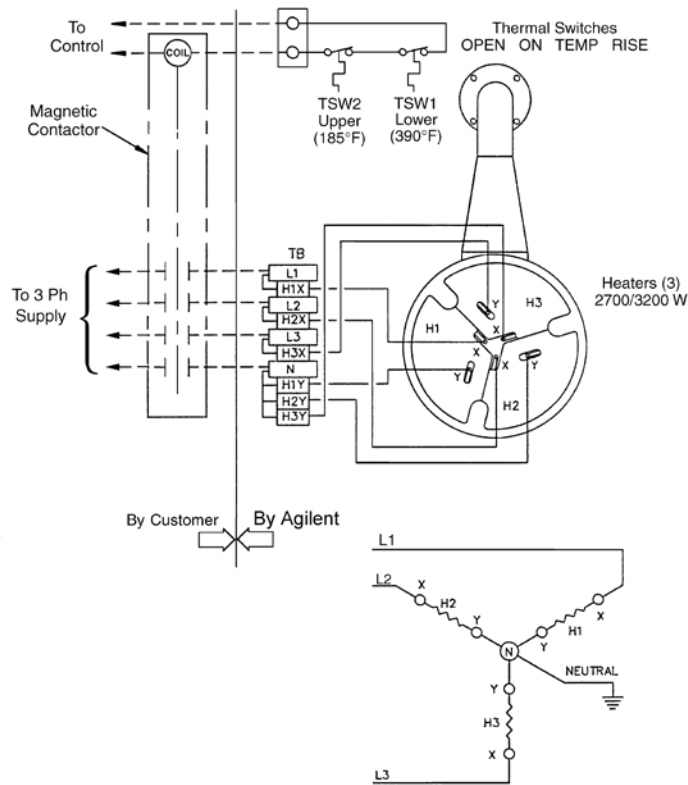 To
Control
COIL
Magnetic
Contactor
Thermal Switches
OPEN ON TEMP RISE
TSW2
Upper
(185°F)
TSW1
Lower
(390°F)
To 3 Ph
Supply
TB
L1
H1X
L2
H2X
L3
H3X
N
H1Y
H2Y
H3Y
Heaters (3)
2700/3200 W
Y
H3
H1
X
X
Y
X
Y
H2
By Customer
By Agilent
L1
L2
X
H2
Y
X
H1
Y
N
NEUTRAL
Y
H3
X
L3